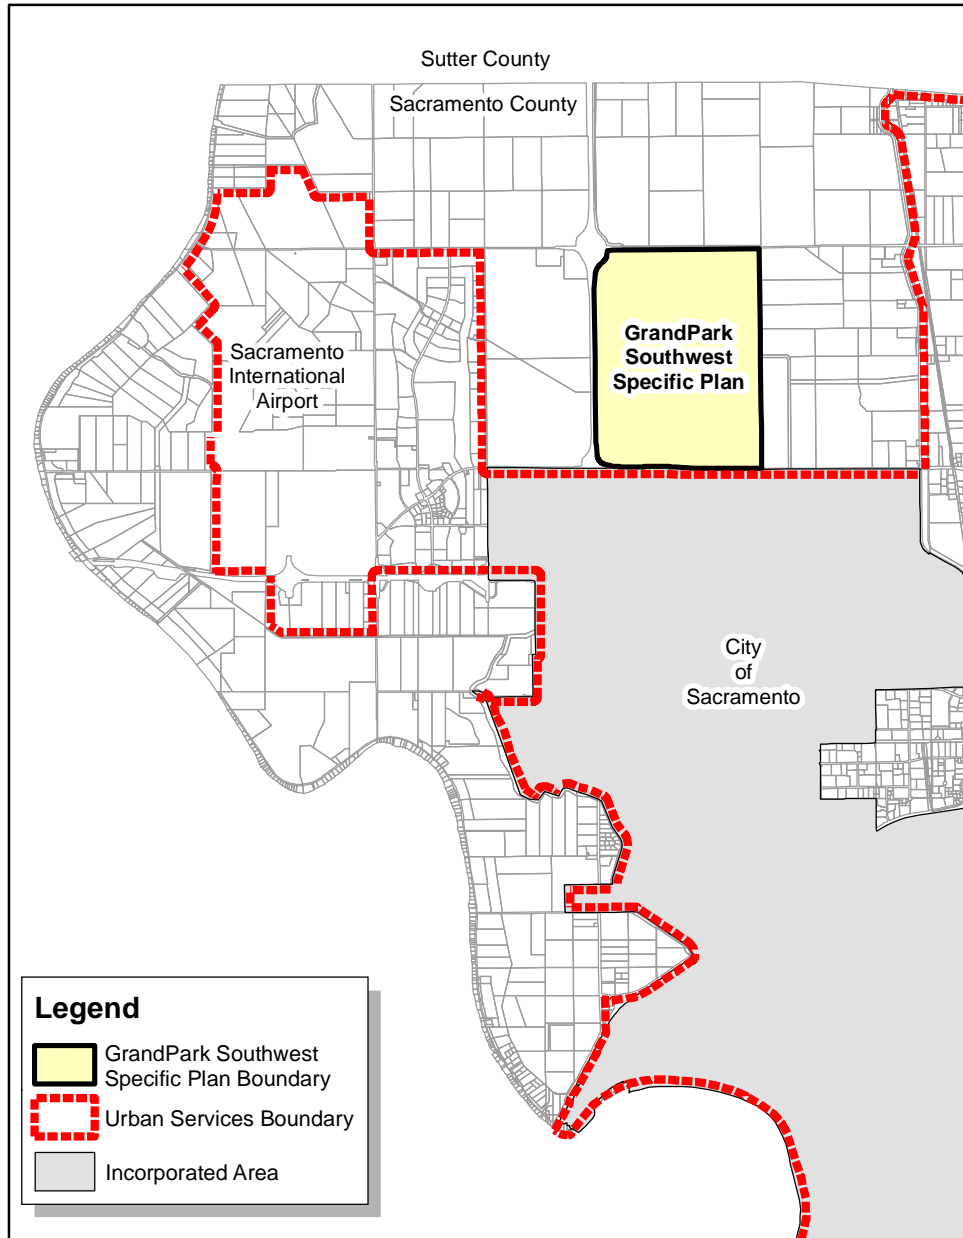 Sutter County
Sacramento County
GrandPark
Southwest
Specific Plan
Sacramento
International
Airport
City
of
Sacramento
Legend
GrandPark Southwest
Specific Plan Boundary
Urban Services Boundary
Incorporated Area